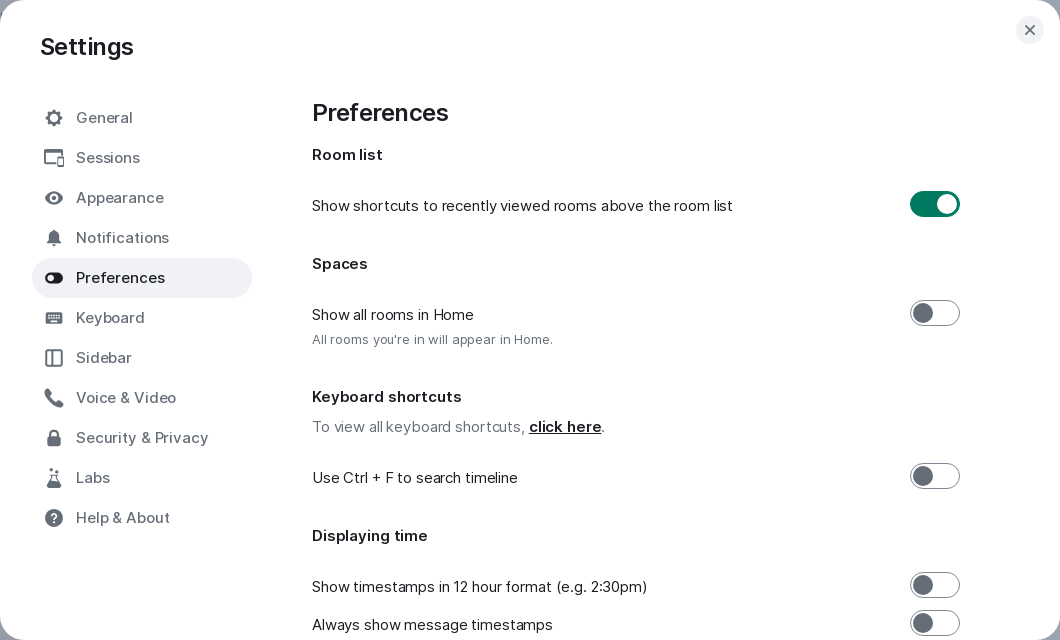 Settings
General
Sessions
Appearance
Notifications
Preferences
Keyboard
Sidebar
Voice & Video
Security & Privacy
Labs
Help & About
Preferences
Room list
Show shortcuts to recently viewed rooms above the room list
Spaces
Show all rooms in Home
All rooms you're in will appear in Home.
Keyboard shortcuts
To view all keyboard shortcuts, click here.
Use Ctrl + F to search timeline
Displaying time
Show timestamps in 12 hour format (e.g. 2:30pm)
Always show message timestamps